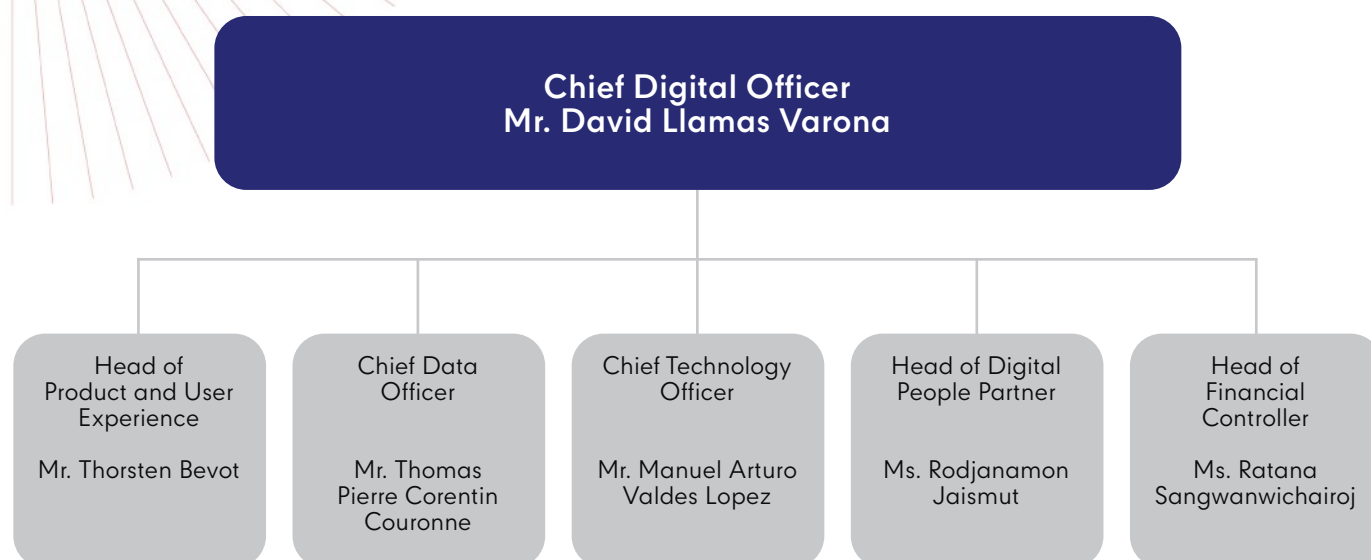 Chief Digital Officer
Mr. David Llamas Varona
Head of
Product and User
Experience
Mr. Thorsten Bevot
Chief Data
Officer
Mr. Thomas
Pierre Corentin
Couronne
Chief Technology
Officer
Mr. Manuel Arturo
Valdes Lopez
Head of Digital
People Partner
Ms. Rodjanamon
Jaismut
Head of
Financial
Controller
Ms. Ratana
Sangwanwichairoj